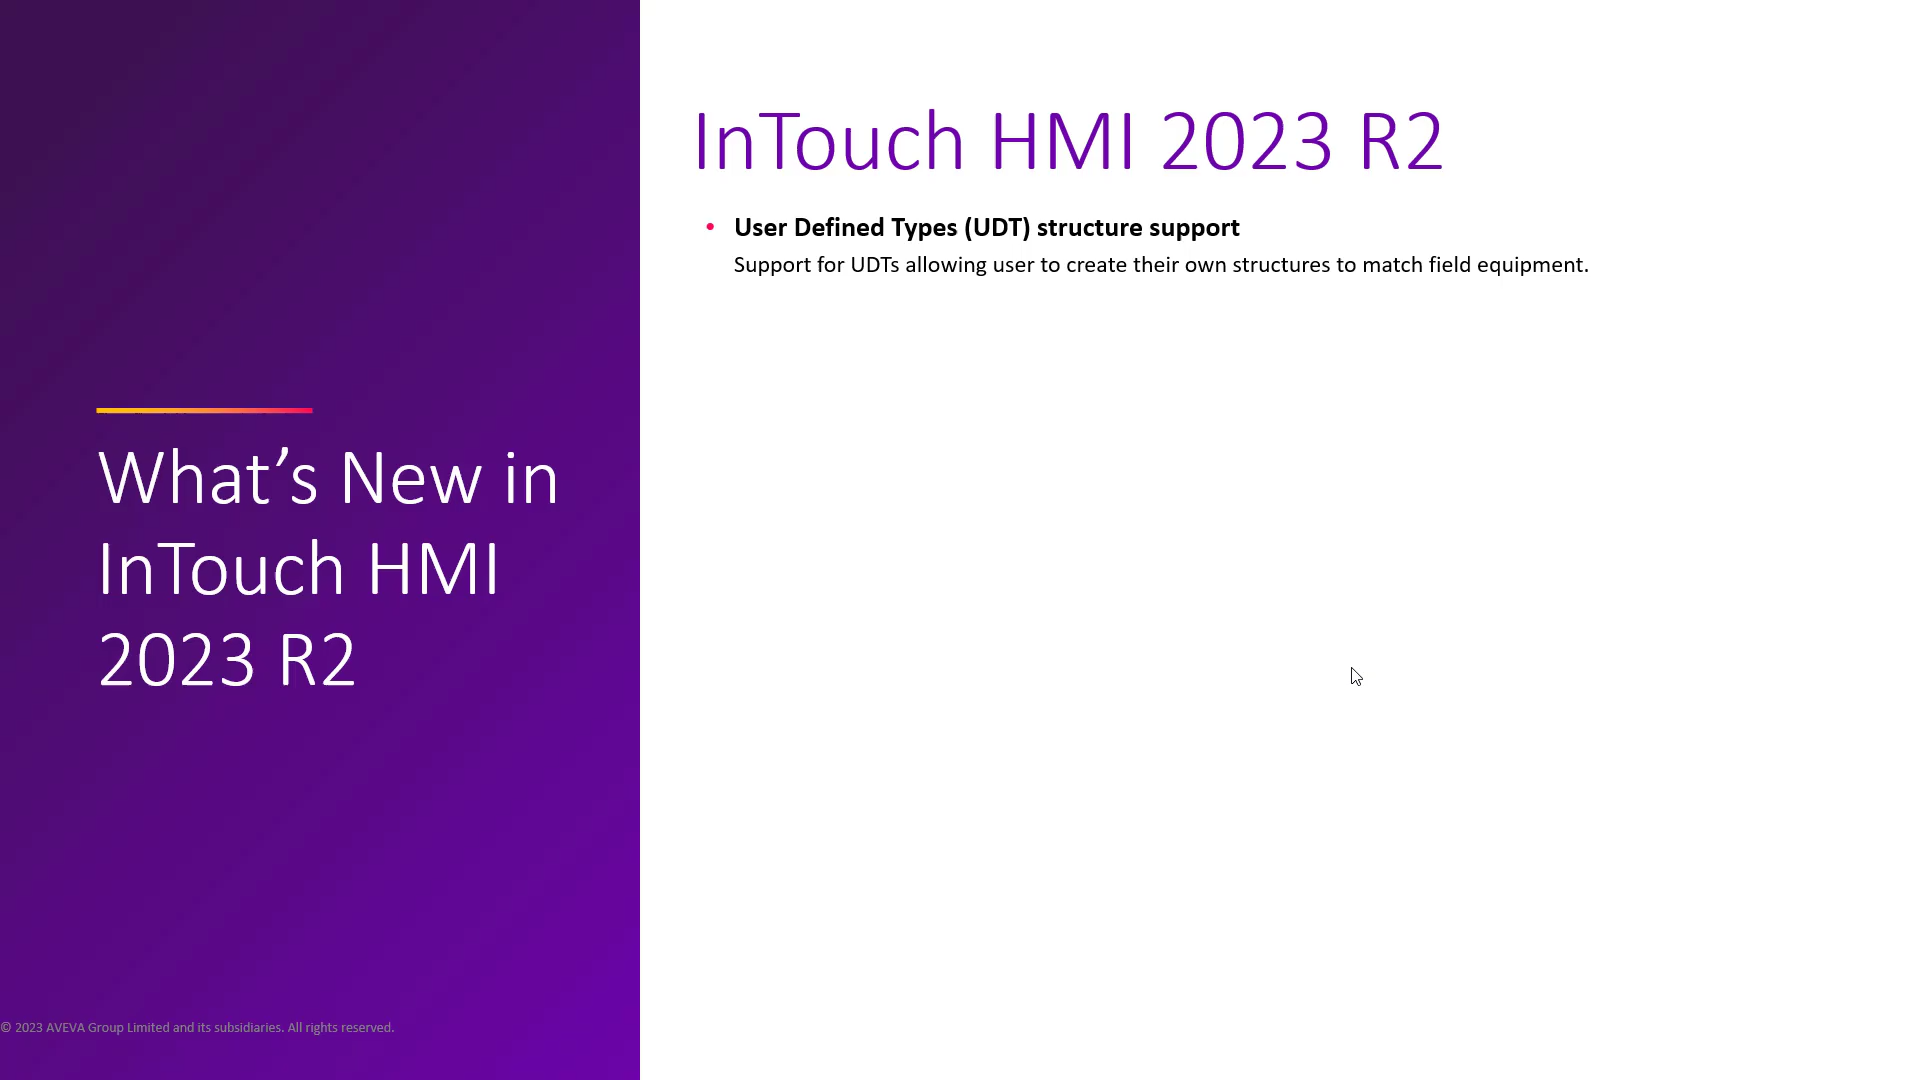 What’s New in
InTouch HMI
2023 R2
© 2023 AVEVA Group Limited and its subsidiaries. All rights reserved.
InTouch HMI 2023 R2
• User Defined Types (UDT) structure support
Support for UDTs allowing user to create their own structures to match field equipment.